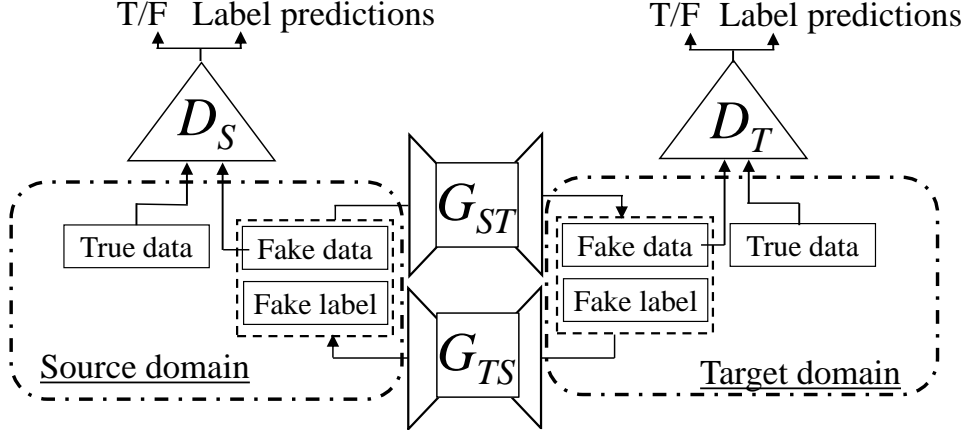 T/F Label predictions
T/F Label predictions
D_S
D_T
G_ST
True data
Fake data
Fake data
True data
Fake label
Fake label
G_TS
Source domain
Target domain